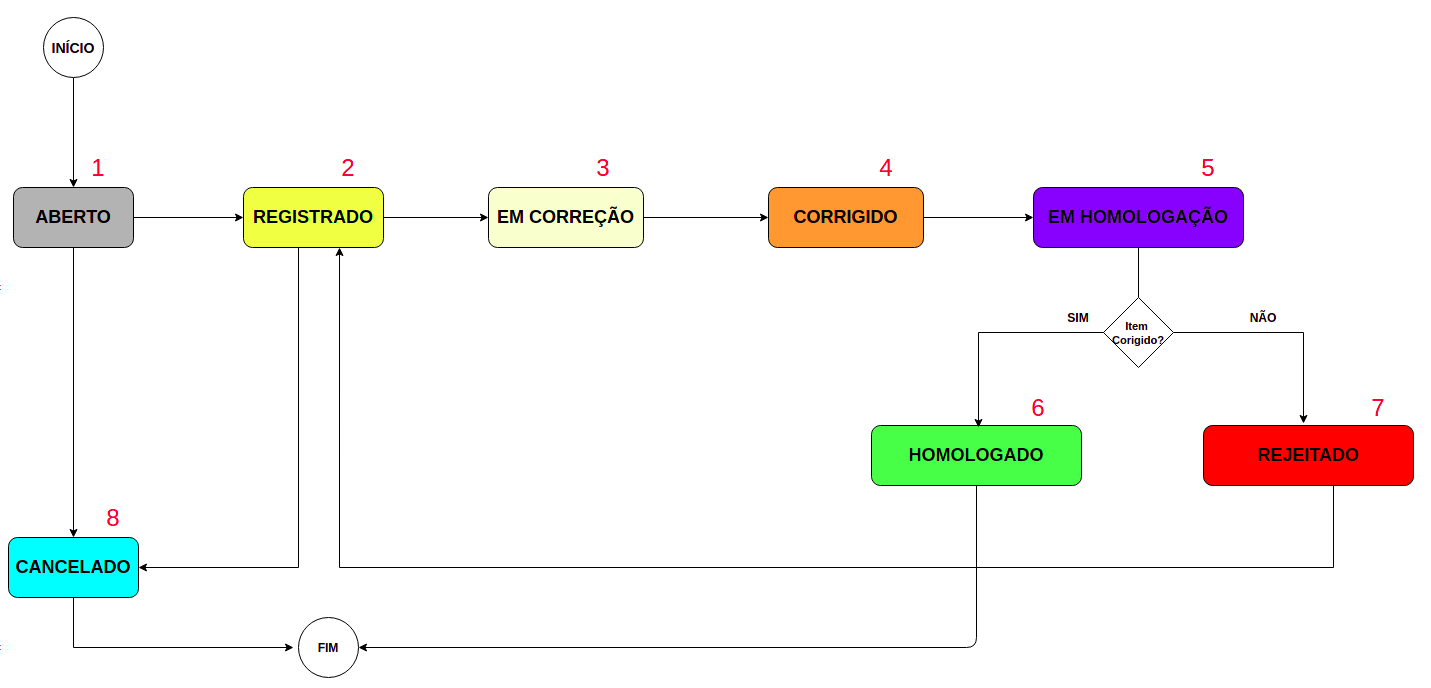 INÍCIO
1
2
3
4
5
ABERTO
REGISTRADO
EM CORREÇÃO
CORRIGIDO
EM HOMOLOGAÇÃO
SIM
Item
Corigido?
NÃO
6
7
HOMOLOGADO
REJEITADO
8
CANCELADO
FIM